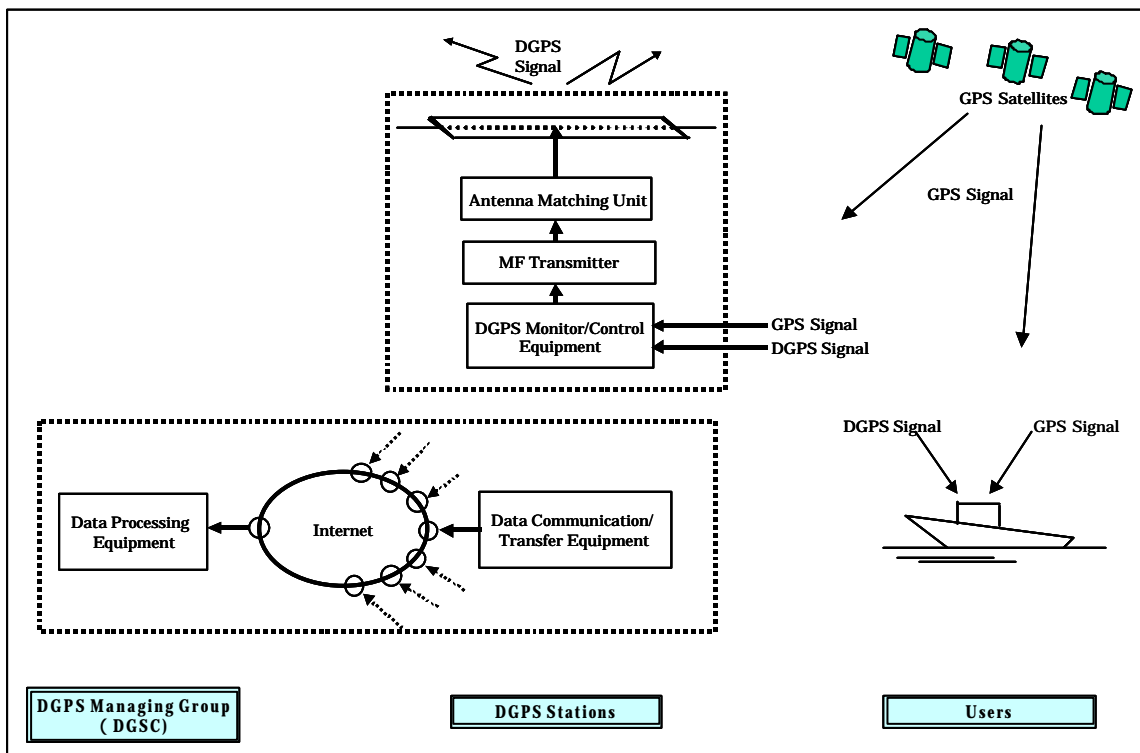 DGPS
Signal
GPS Satellites
GPS Signal
Antenna Matching Unit
MF Transmitter
DGPS Monitor/Control
Equipment
GPS Signal
DGPS Signal
DGPS Signal
GPS Signal
Data Processing
Equipment
Internet
Data Communication/
Transfer Equipment
DGPS Managing Group
( DGSC)
DGPS Stations
Users